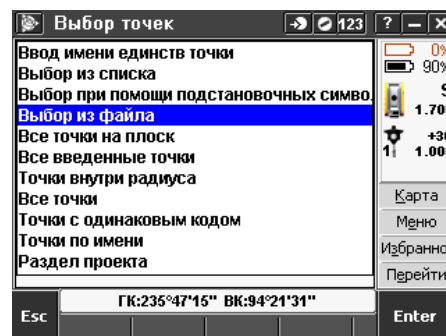 Выбор точек
123
?
Ввод имени единств точки
Выбор из списка
Выбор при помощи подстановочных симво
Выбор из файла
Все точки на плоск
Все введенные точки
Точки внутри радиуса
Все точки
Точки с одинаковым кодом
Точки по имени
Раздел проекта
0%
90%
S
1.70
+3
1
1.00
Карта
Меню
Избранно
Перейти
Esc
ГК:235°47'15" ВК:94°21'31"
Enter